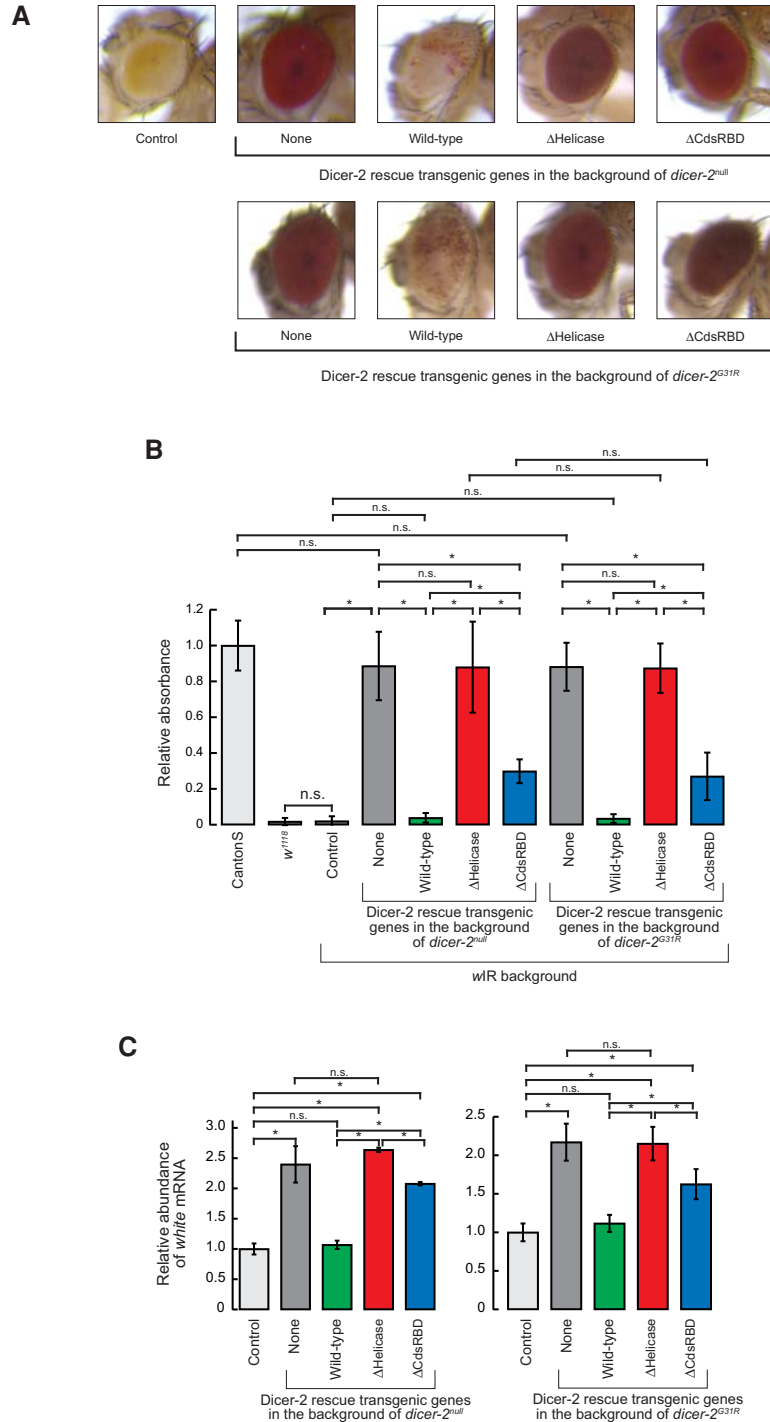 A
Control
None
Wild-type
ΔHelicase
ΔCdsRBD
Dicer-2 rescue transgenic genes in the background of dicer-2null
None
Wild-type
ΔHelicase
ΔCdsRBD
Dicer-2 rescue transgenic genes in the background of dicer-2G31R
B
n.s.
n.s.
n.s.
n.s.
n.s.
n.s.
* *
n.s. n.s.
* *
* * * * * * *
Relative absorbance
1.2
1.0
0.8
0.6
0.4
0.2
0
n.s.
CantonS
w1118
Control
None
Wild-type
ΔHelicase
ΔCdsRBD
None
Wild-type
ΔHelicase
ΔCdsRBD
Dicer-2 rescue transgenic
genes in the background
of dicer-2null
Dicer-2 rescue transgenic
genes in the background
of dicer-2G31R
wIR background
C
n.s.
*
*
n.s.
*
* * *
Relative abundance
of white mRNA
3.0
2.5
2.0
1.5
1.0
0.5
0
Control
None
Wild-type
ΔHelicase
ΔCdsRBD
Dicer-2 rescue transgenic genes
in the background of dicer-2null
n.s.
*
*
n.s.
*
* * *
2.5
2.0
1.5
1.0
0.5
0
Control
None
Wild-type
ΔHelicase
ΔCdsRBD
Dicer-2 rescue transgenic genes
in the background of dicer-2G31R